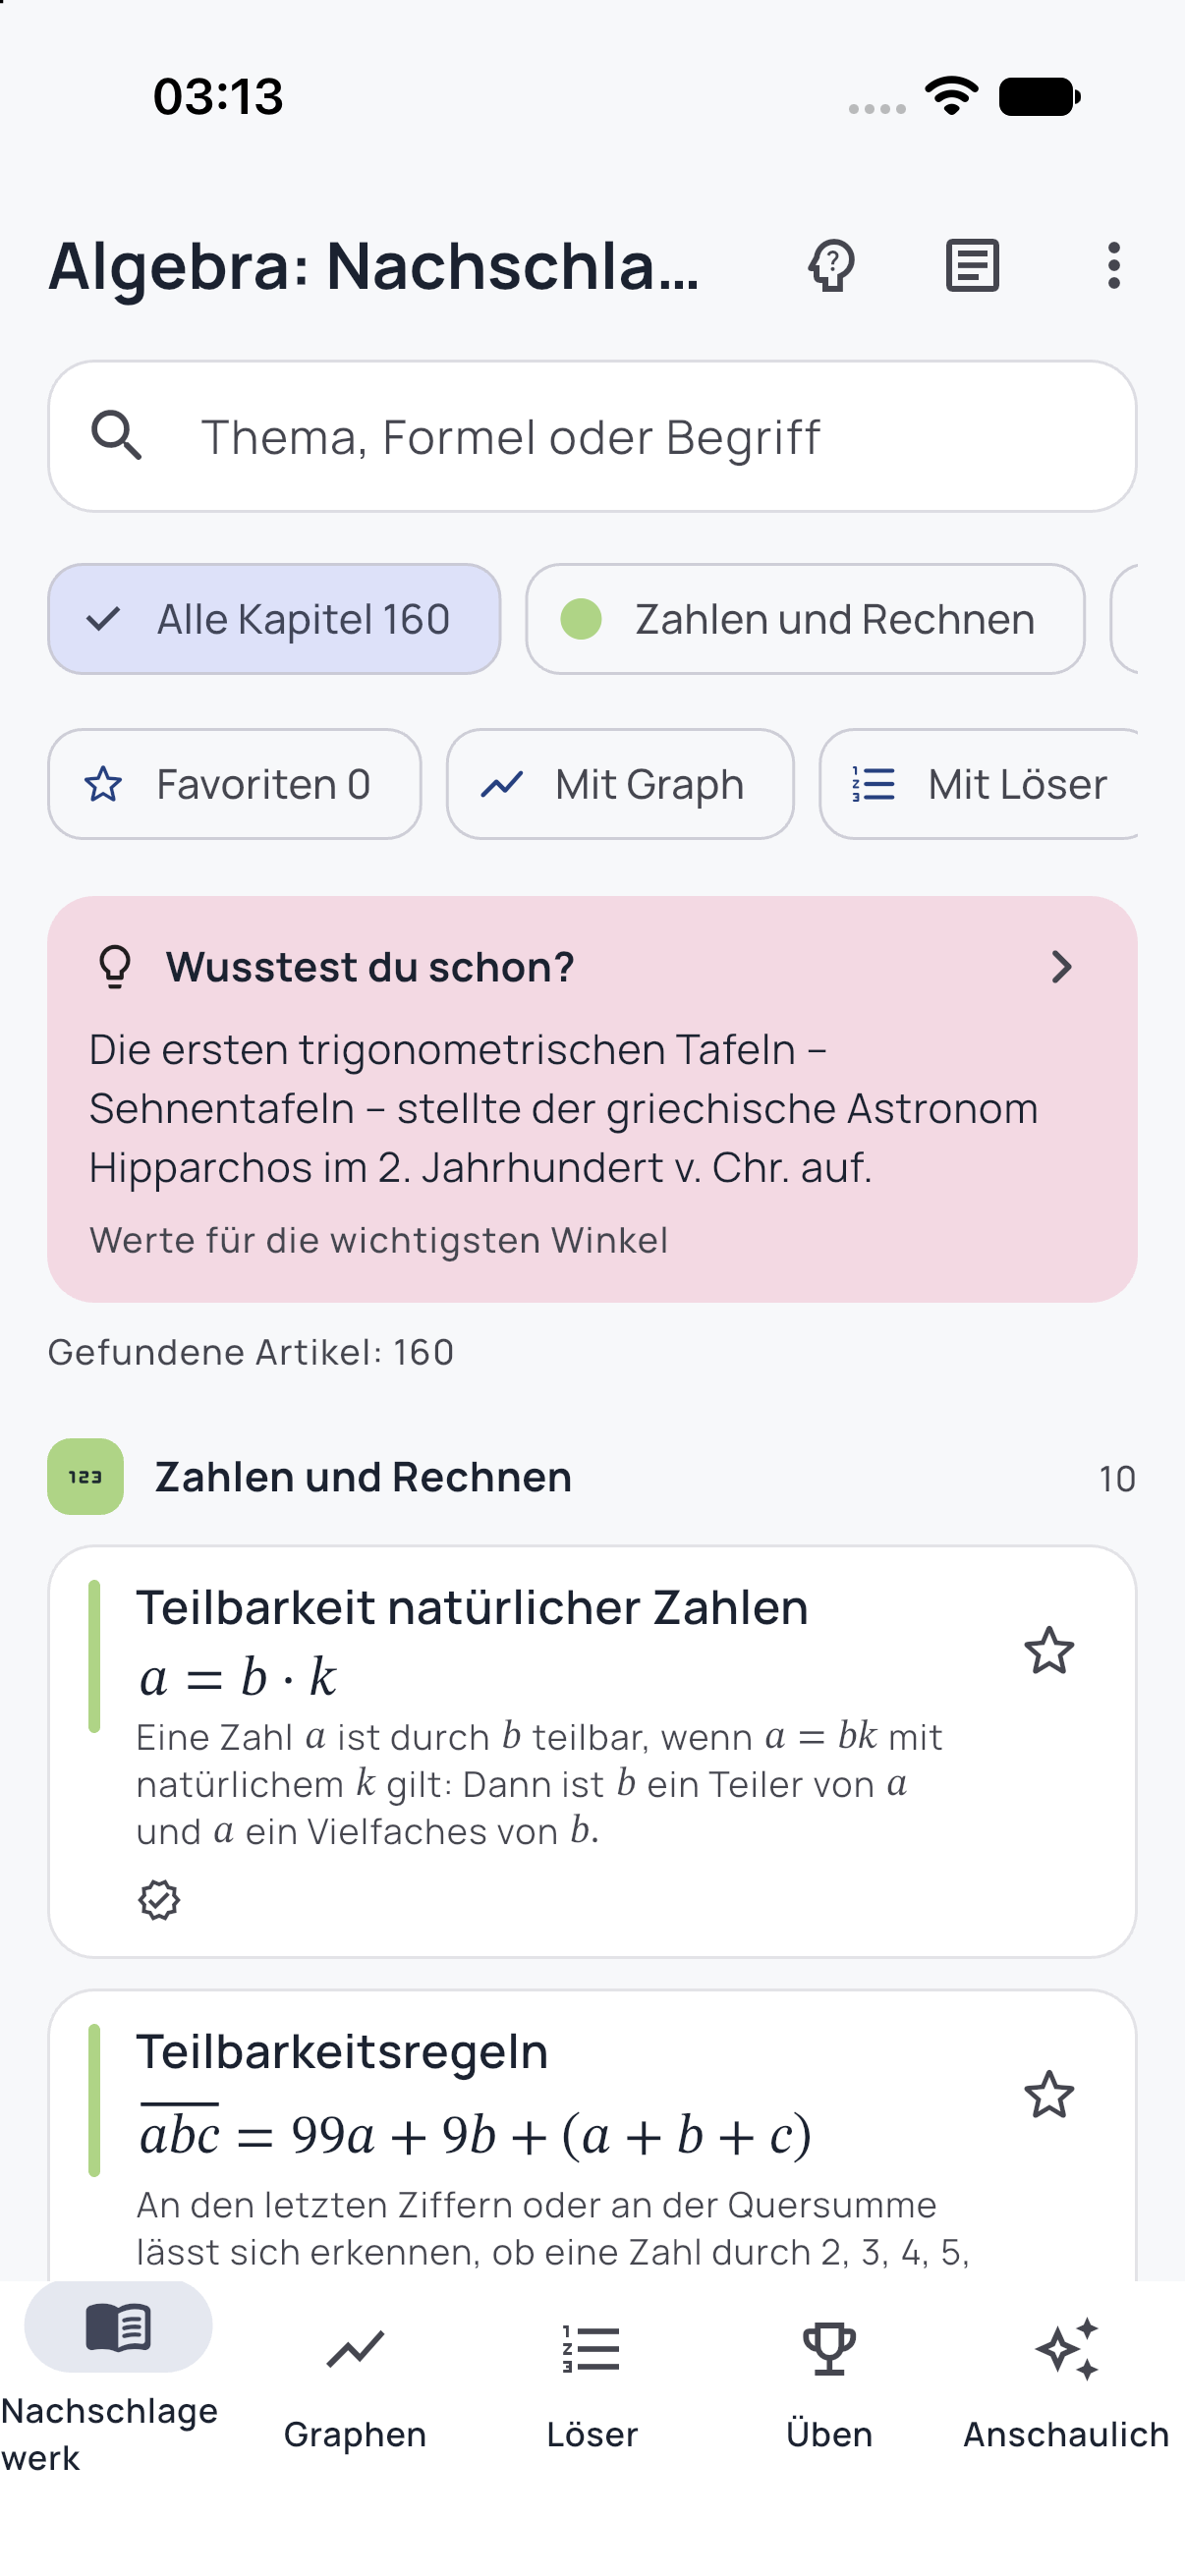 03:13
Algebra: Nachschla...
Thema, Formel oder Begriff
Alle Kapitel 160
Zahlen und Rechnen
Favoriten 0
Mit Graph
Mit Löser
Wusstest du schon?
Die ersten trigonometrischen Tafeln –
Sehnentafeln – stellte der griechische Astronom
Hipparchos im 2. Jahrhundert v. Chr. auf.
Werte für die wichtigsten Winkel
Gefundene Artikel: 160
123 Zahlen und Rechnen 10
Teilbarkeit natürlicher Zahlen
a = b · k
Eine Zahl a ist durch b teilbar, wenn a = bk mit
natürlichem k gilt: Dann ist b ein Teiler von a
und a ein Vielfaches von b.
Teilbarkeitsregeln
a̅b̅c̅ = 99a + 9b + (a + b + c)
An den letzten Ziffern oder an der Quersumme
lässt sich erkennen, ob eine Zahl durch 2, 3, 4, 5,
Nachschlage
werk
Graphen
Löser
Üben
Anschaulich